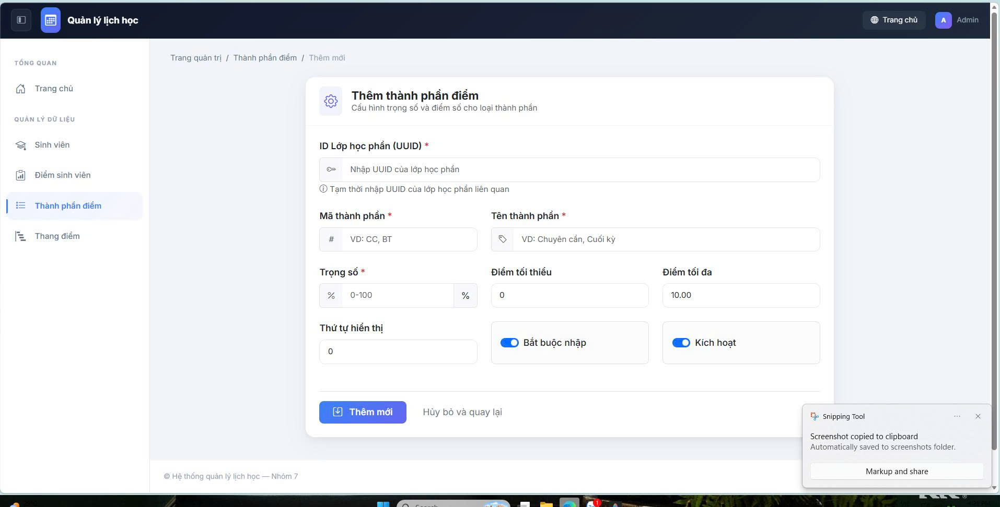 Quản lý lịch học
Trang chủ
A
Admin
TỔNG QUAN
Trang chủ
QUẢN LÝ DỮ LIỆU
Sinh viên
Điểm sinh viên
Thành phần điểm
Thang điểm
Trang quản trị / Thành phần điểm / Thêm mới
Thêm thành phần điểm
Cấu hình trọng số và điểm số cho loại thành phần
ID Lớp học phần (UUID) *
Nhập UUID của lớp học phần
Tạm thời nhập UUID của lớp học phần liên quan
Mã thành phần *
Tên thành phần *
# VD: CC, BT
VD: Chuyên cần, Cuối kỳ
Trọng số *
Điểm tối thiểu
Điểm tối đa
% 0-100 %
0
10.00
Thứ tự hiển thị
0
Bắt buộc nhập
Kích hoạt
Thêm mới
Hủy bỏ và quay lại
© Hệ thống quản lý lịch học — Nhóm 7
Snipping Tool
Screenshot copied to clipboard
Automatically saved to screenshots folder.
Markup and share
Search
1